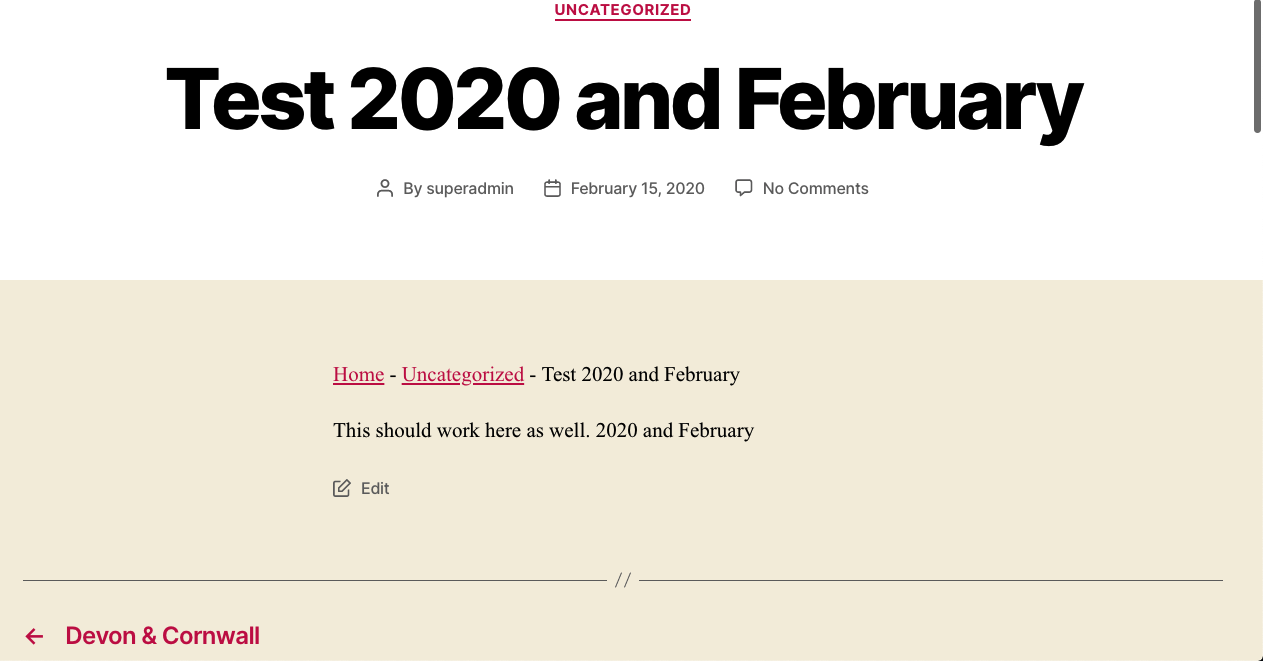 UNCATEGORIZED
Test 2020 and February
By superadmin February 15, 2020 No Comments
Home - Uncategorized - Test 2020 and February
This should work here as well. 2020 and February
Edit
//
← Devon & Cornwall